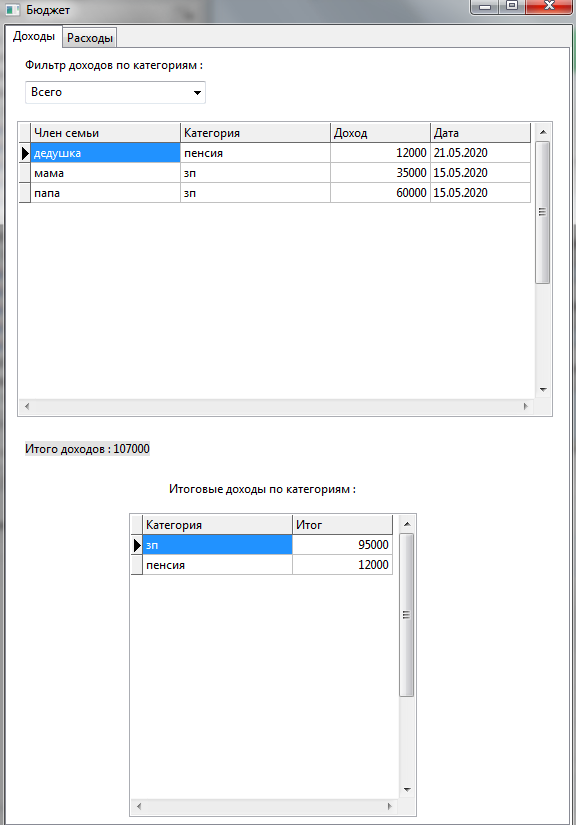 Бюджет
Доходы Расходы
Фильтр доходов по категориям :
Всего
Член семьи Категория Доход Дата
дедушка пенсия 12000 21.05.2020
мама зп 35000 15.05.2020
папа зп 60000 15.05.2020
Итого доходов : 107000
Итоговые доходы по категориям :
Категория Итог
зп 95000
пенсия 12000